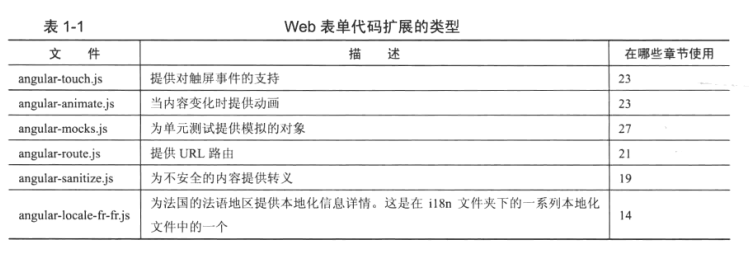 表 1-1 Web 表单代码扩展的类型
文 件 描 述 在哪些章节使用
angular-touch.js 提供对触屏事件的支持 23
angular-animate.js 当内容变化时提供动画 23
angular-mocks.js 为单元测试提供模拟的对象 27
angular-route.js 提供 URL 路由 21
angular-sanitize.js 为不安全的内容提供转义 19
angular-locale-fr-fr.js 为法国的法语地区提供本地化信息详情。这是在 i18n 文件夹下的一系列本地化 14
文件中的一个